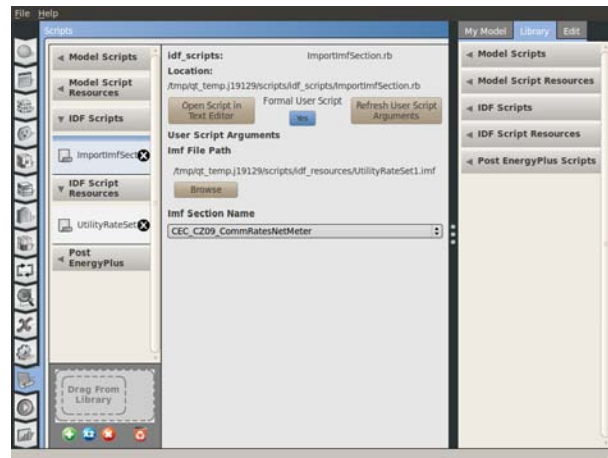 File Help
Scripts
My Model Library Edit
Model Scripts
Model Script
Resources
IDF Scripts
ImportImfSect
IDF Script
Resources
UtilityRateSet
Post
EnergyPlus
Drag From
Library
x2
idf_scripts: ImportImfSection.rb
Location:
/tmp/qt_temp.j19129/scripts/idf_scripts/ImportImfSection.rb
Open Script in
Text Editor
Formal User Script
Yes
Refresh User Script
Arguments
User Script Arguments
Imf File Path
/tmp/qt_temp.j19129/scripts/idf_resources/UtilityRateSet1.imf
Browse
Imf Section Name
CEC_CZ09_CommRatesNetMeter
Model Scripts
Model Script Resources
IDF Scripts
IDF Script Resources
Post EnergyPlus Scripts